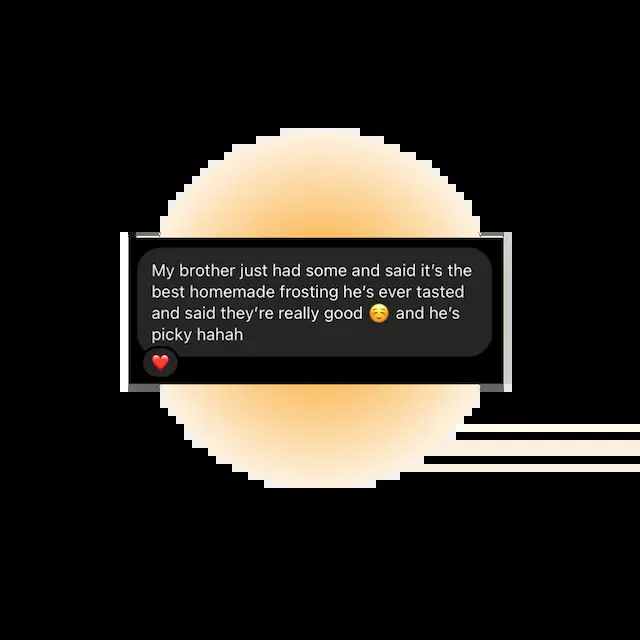 My brother just had some and said it’s the
best homemade frosting he’s ever tasted
and said they’re really good ☺️ and he’s
picky hahah
❤️